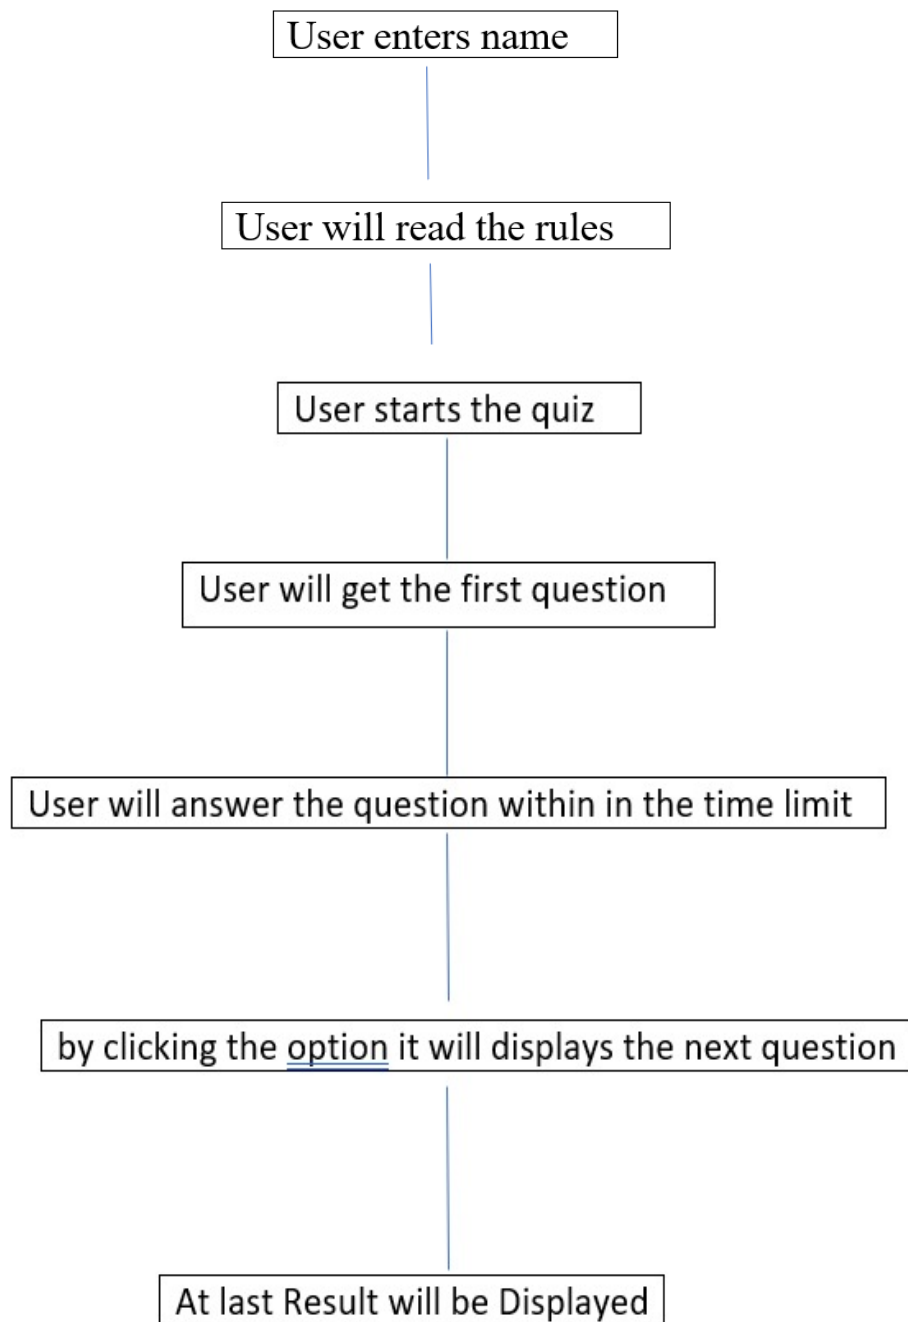 User enters name
User will read the rules
User starts the quiz
User will get the first question
User will answer the question within in the time limit
by clicking the option it will displays the next question
At last Result will be Displayed